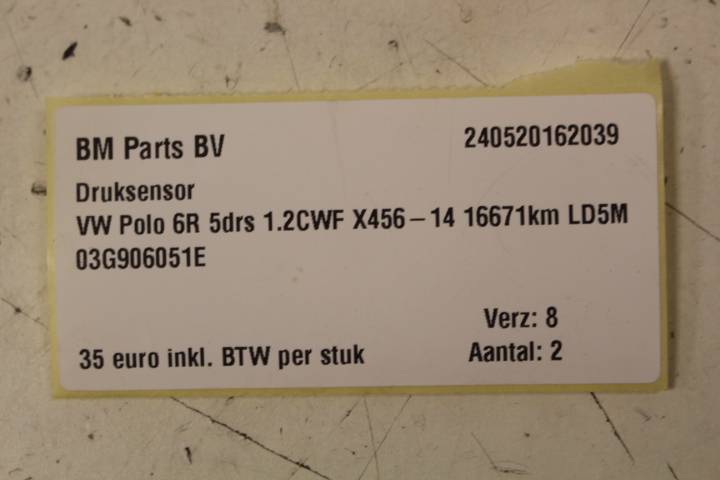 BM Parts BV 240520162039
Druksensor
VW Polo 6R 5drs 1.2CWF X456-14 16671km LD5M
03G906051E
Verz: 8
35 euro inkl. BTW per stuk Aantal: 2